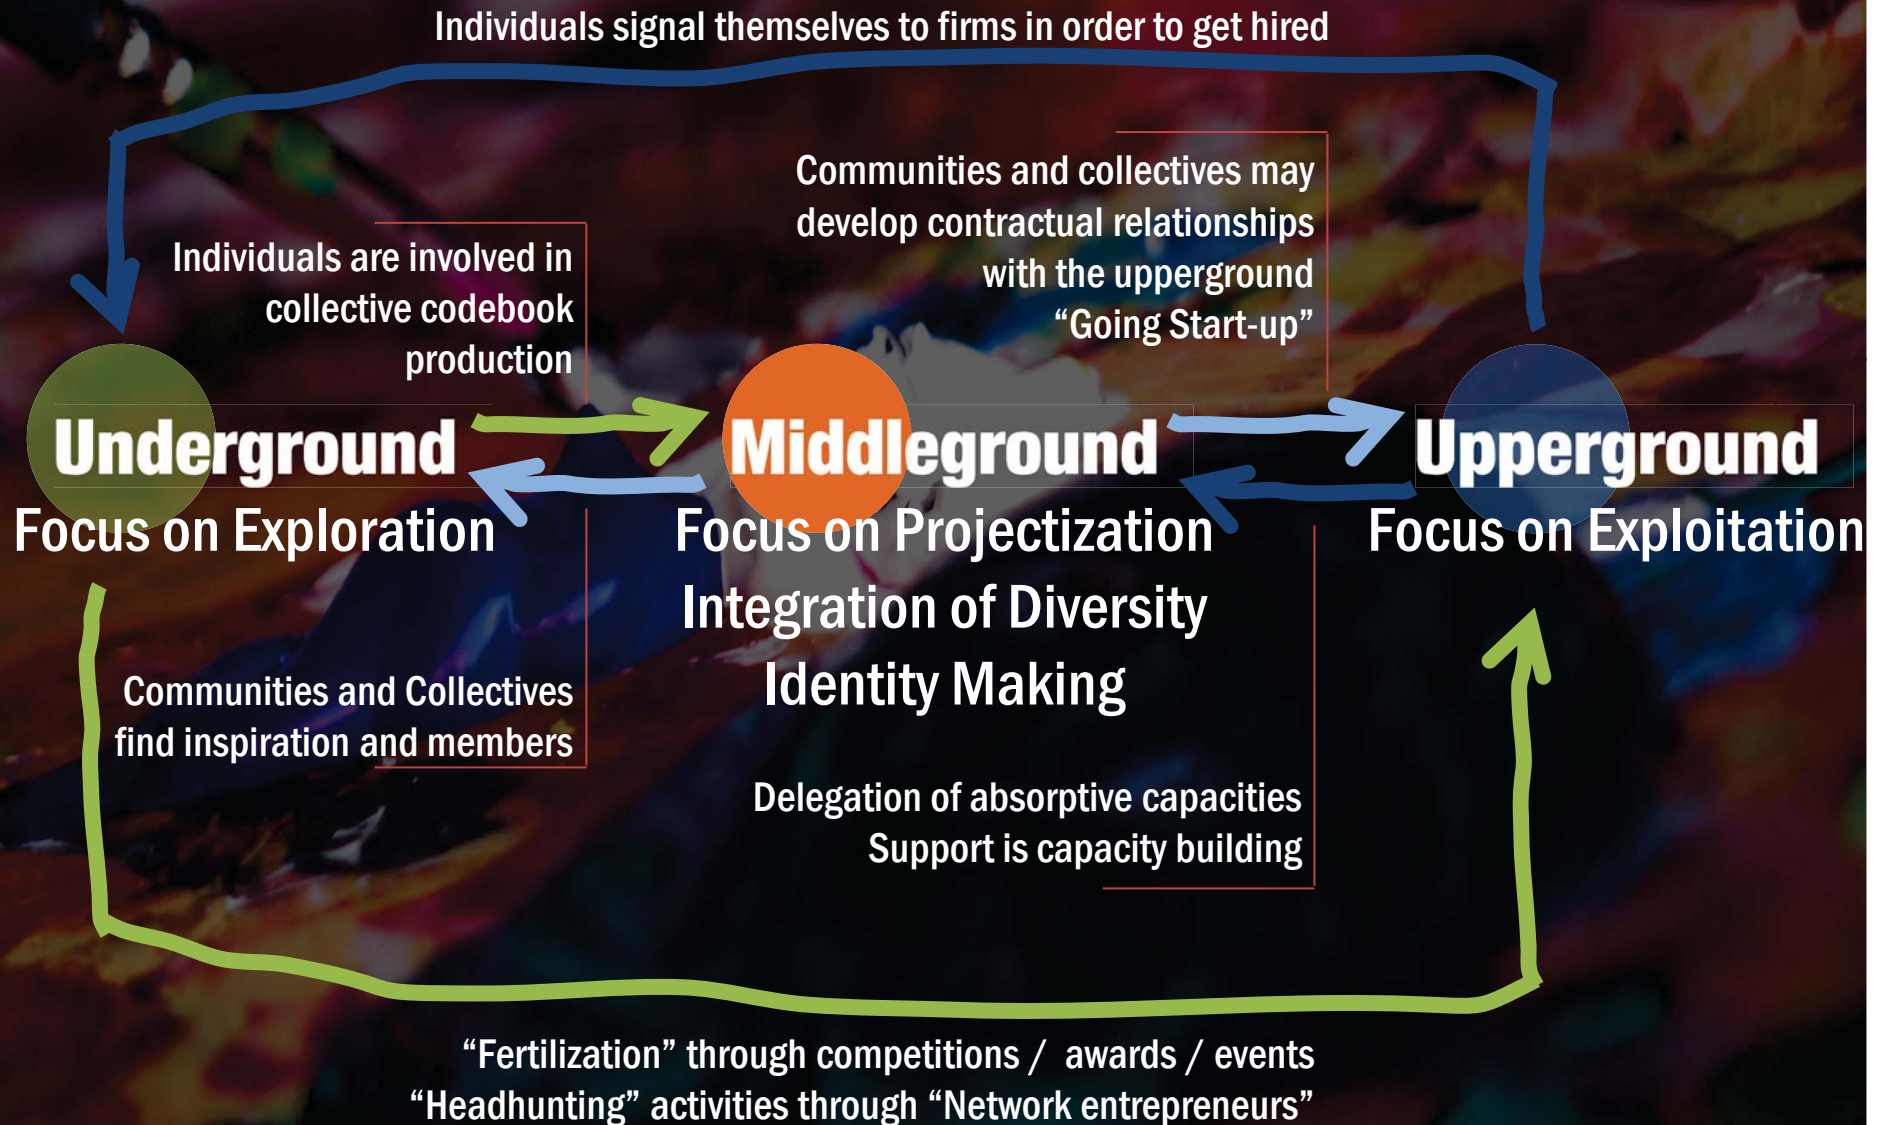 Individuals signal themselves to firms in order to get hired
Individuals are involved in
collective codebook
production
Communities and collectives may
develop contractual relationships
with the upperground
“Going Start-up”
Underground
Focus on Exploration
Middleground
Focus on Projectization
Integration of Diversity
Identity Making
Upperground
Focus on Exploitation
Communities and Collectives
find inspiration and members
Delegation of absorptive capacities
Support is capacity building
“Fertilization” through competitions / awards / events
“Headhunting” activities through “Network entrepreneurs”